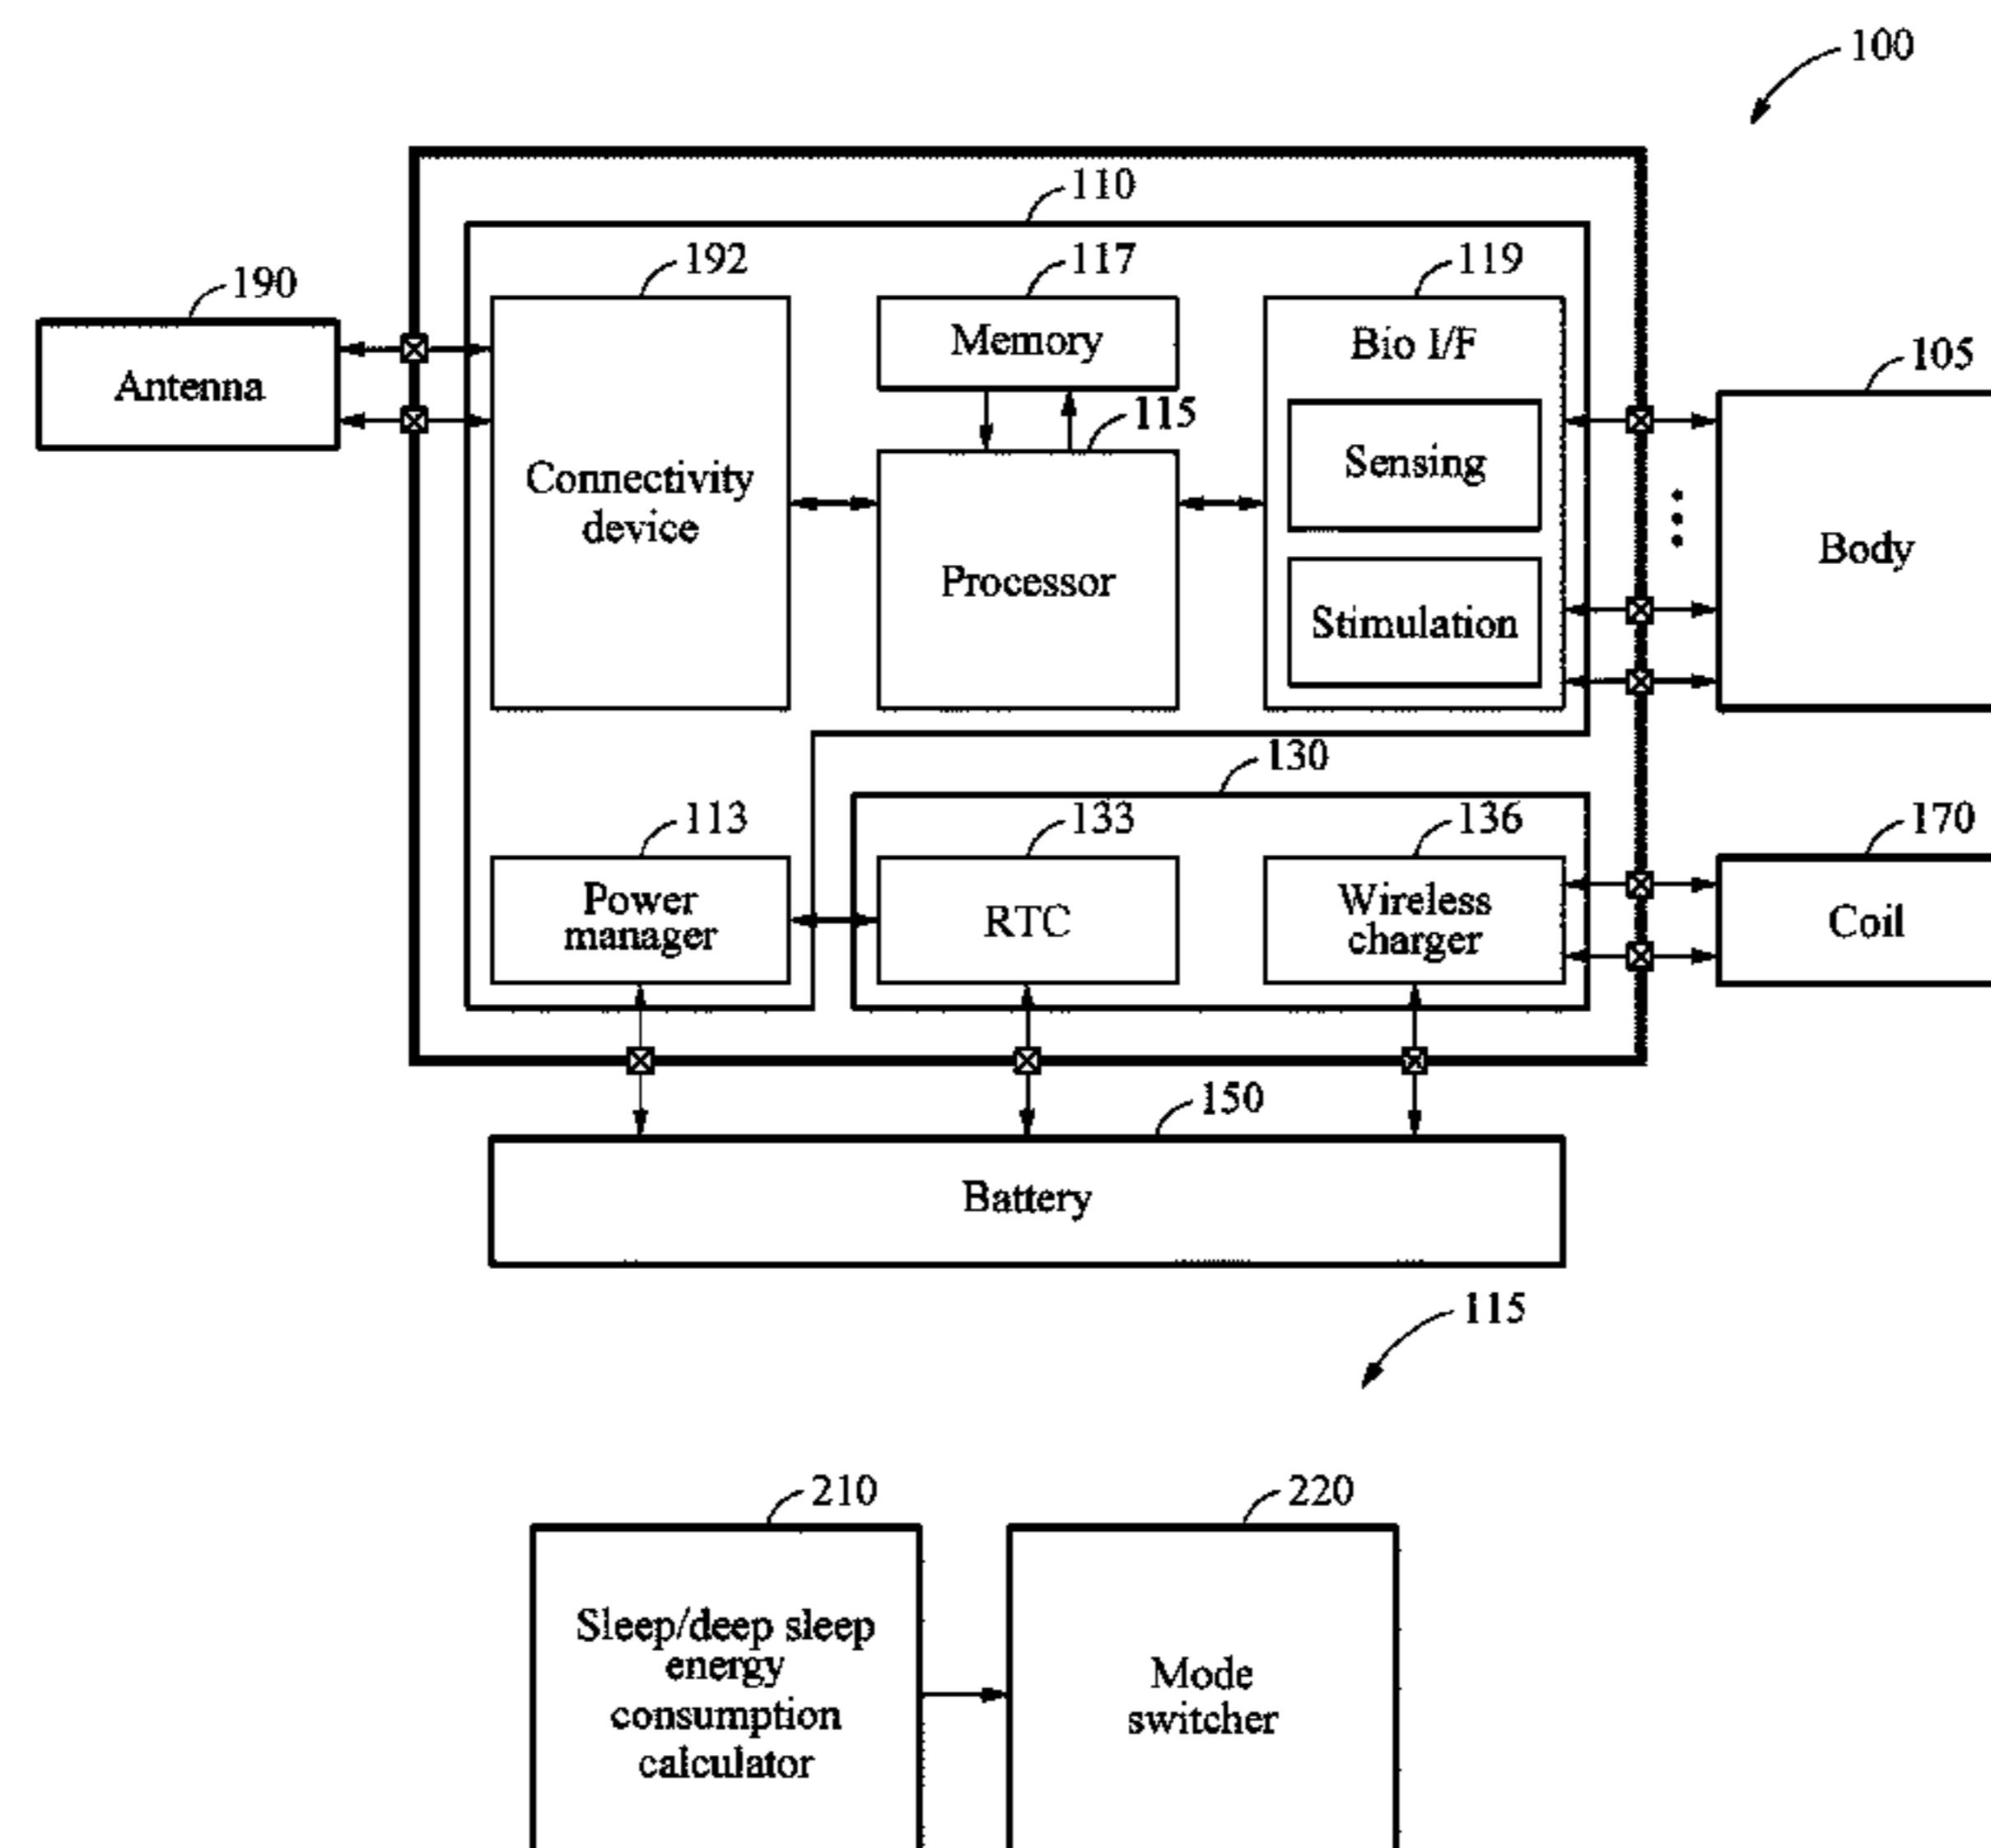 100
110
192
117
119
190
Memory
Bio I/F
105
Antenna
115
Connectivity
device
Sensing
Body
Processor
Stimulation
130
113
133
136
170
Power
manager
RTC
Wireless
charger
Coil
150
Battery
115
210
220
Sleep/deep sleep
energy
consumption
calculator
Mode
switcher